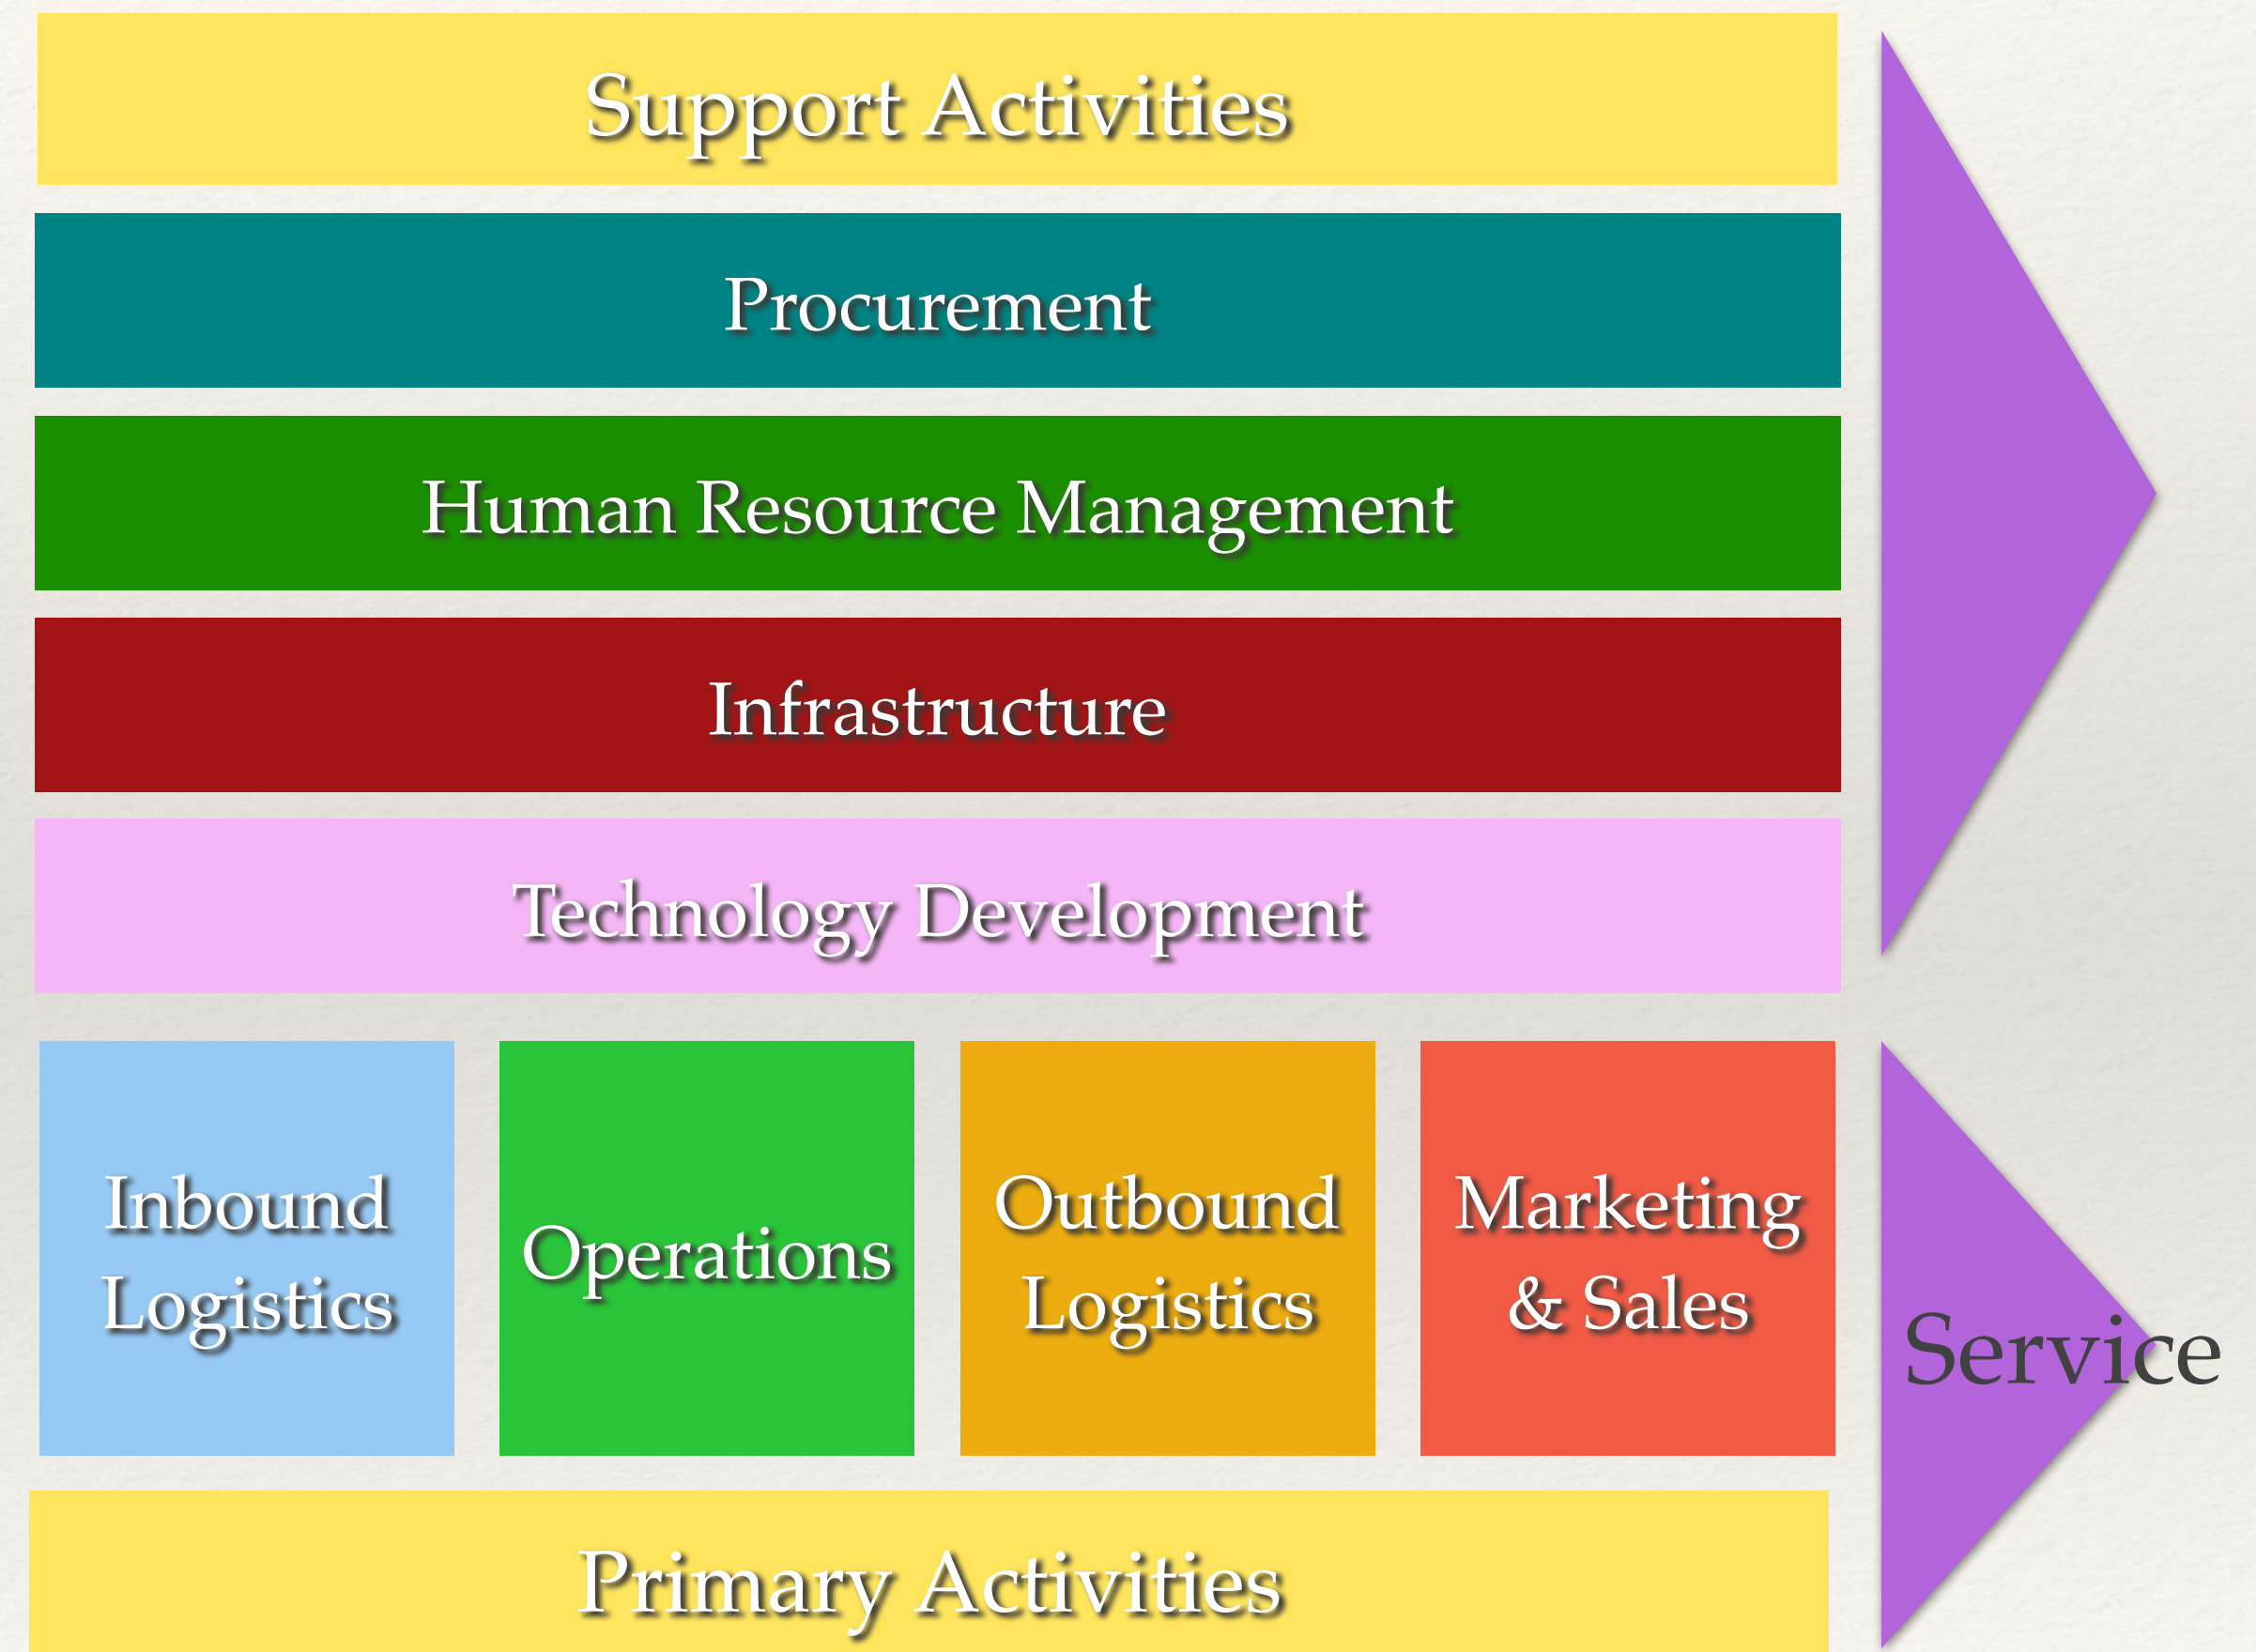 Support Activities
Procurement
Human Resource Management
Infrastructure
Technology Development
Inbound
Logistics
Operations
Outbound
Logistics
Marketing
& Sales
Service
Primary Activities